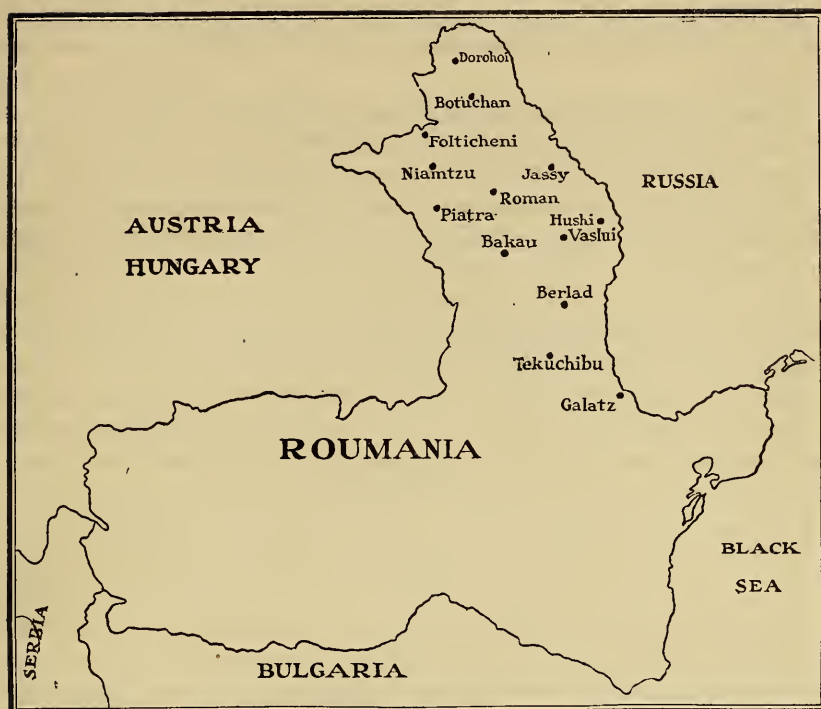 Dorohoi
Botuchan
Folticheni
Niamtzu
Jassy
RUSSIA
Roman
Piatra
Hushi
Vaslui
AUSTRIA
HUNGARY
Bakau
Berlad
Tekuchibu
Galatz
ROUMANIA
BLACK
SEA
SERBIA
BULGARIA